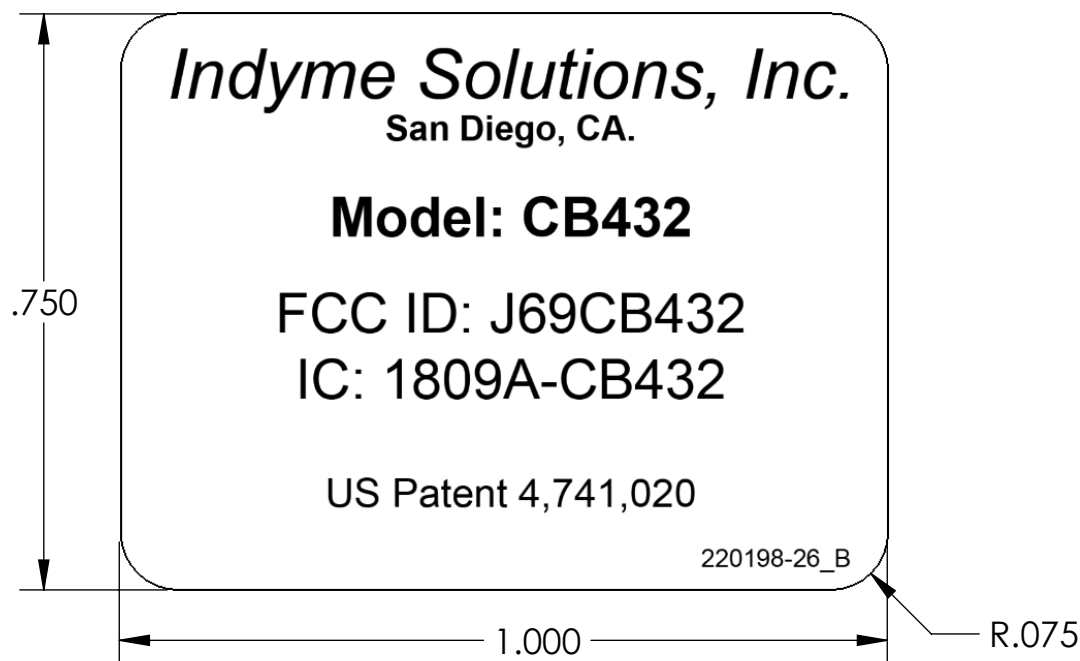 Indyme Solutions, Inc.
San Diego, CA.
Model: CB432
.750
FCC ID: J69CB432
IC: 1809A-CB432
US Patent 4,741,020
220198-26_B
1.000
R.075